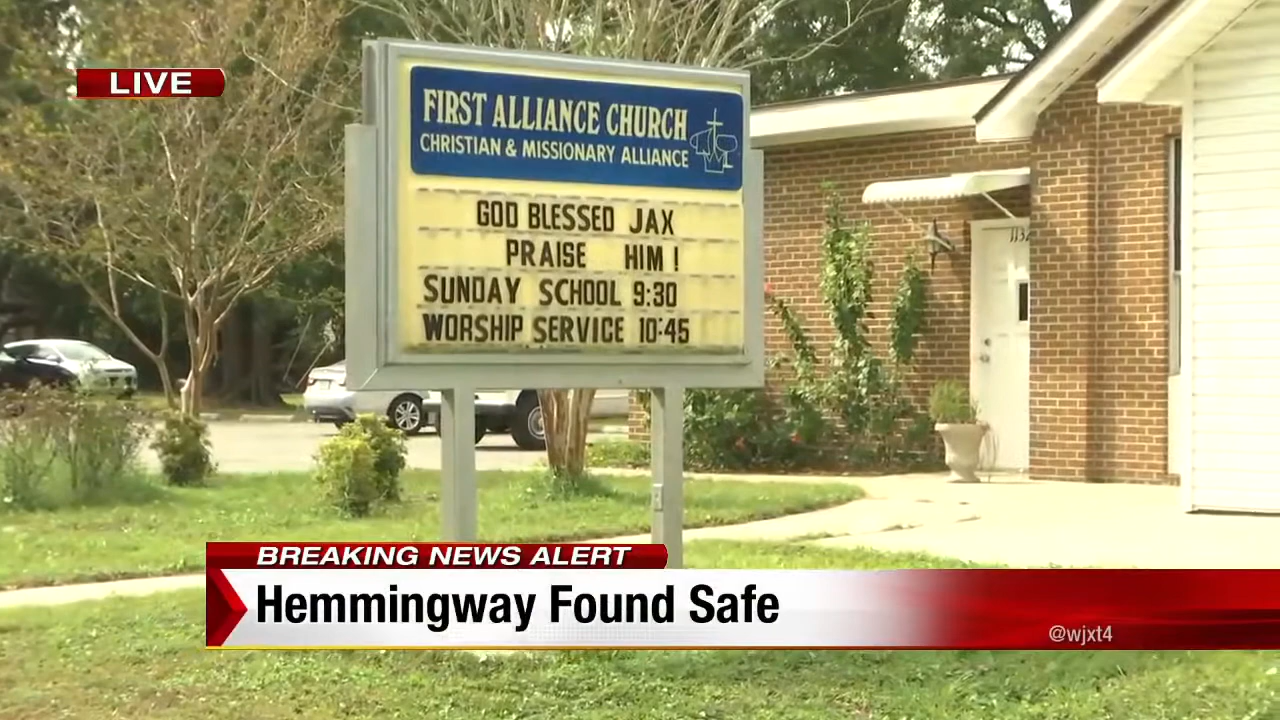 LIVE
FIRST ALLIANCE CHURCH
CHRISTIAN & MISSIONARY ALLIANCE
GOD BLESSED JAX
PRAISE HIM!
SUNDAY SCHOOL 9:30
WORSHIP SERVICE 10:45
BREAKING NEWS ALERT
Hemmingway Found Safe
@wjxt4